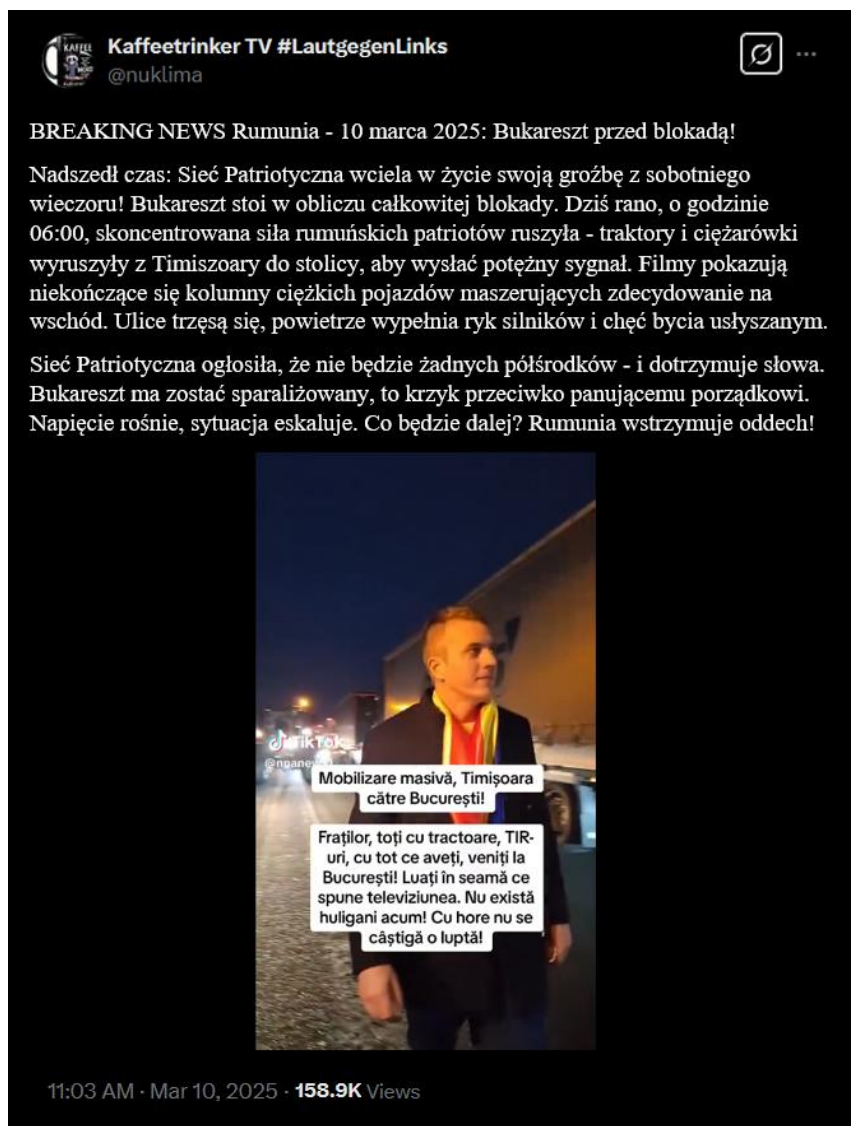 Kaffeetrinker TV #LautgegenLinks
@nuklima
BREAKING NEWS Rumunia - 10 marca 2025: Bukareszt przed blokadą!
Nadszedł czas: Sieć Patriotyczna wciela w życie swoją groźbę z sobotniego
wieczoru! Bukareszt stoi w obliczu całkowitej blokady. Dziś rano, o godzinie
06:00, skoncentrowana siła rumuńskich patriotów ruszyła - traktory i ciężarówki
wyruszyły z Timiszoary do stolicy, aby wysłać potężny sygnał. Filmy pokazują
niekończące się kolumny ciężkich pojazdów maszerujących zdecydowanie na
wschód. Ulice trzęsą się, powietrze wypełnia ryk silników i chęć bycia usłyszanym.
Sieć Patriotyczna ogłosiła, że nie będzie żadnych półśrodków - i dotrzymuje słowa.
Bukareszt ma zostać sparaliżowany, to krzyk przeciwko panującemu porządkowi.
Napięcie rośnie, sytuacja eskaluje. Co będzie dalej? Rumunia wstrzymuje oddech!
TikTok
Mobilizare masivă, Timișoara
către București!
Fraților, toți cu tractoare, TIR-
uri, cu tot ce aveți, veniți la
București! Luați în seamă ce
spune televiziunea. Nu există
huligani acum! Cu hore nu se
câștigă o luptă!
11:03 AM · Mar 10, 2025 · 158.9K Views